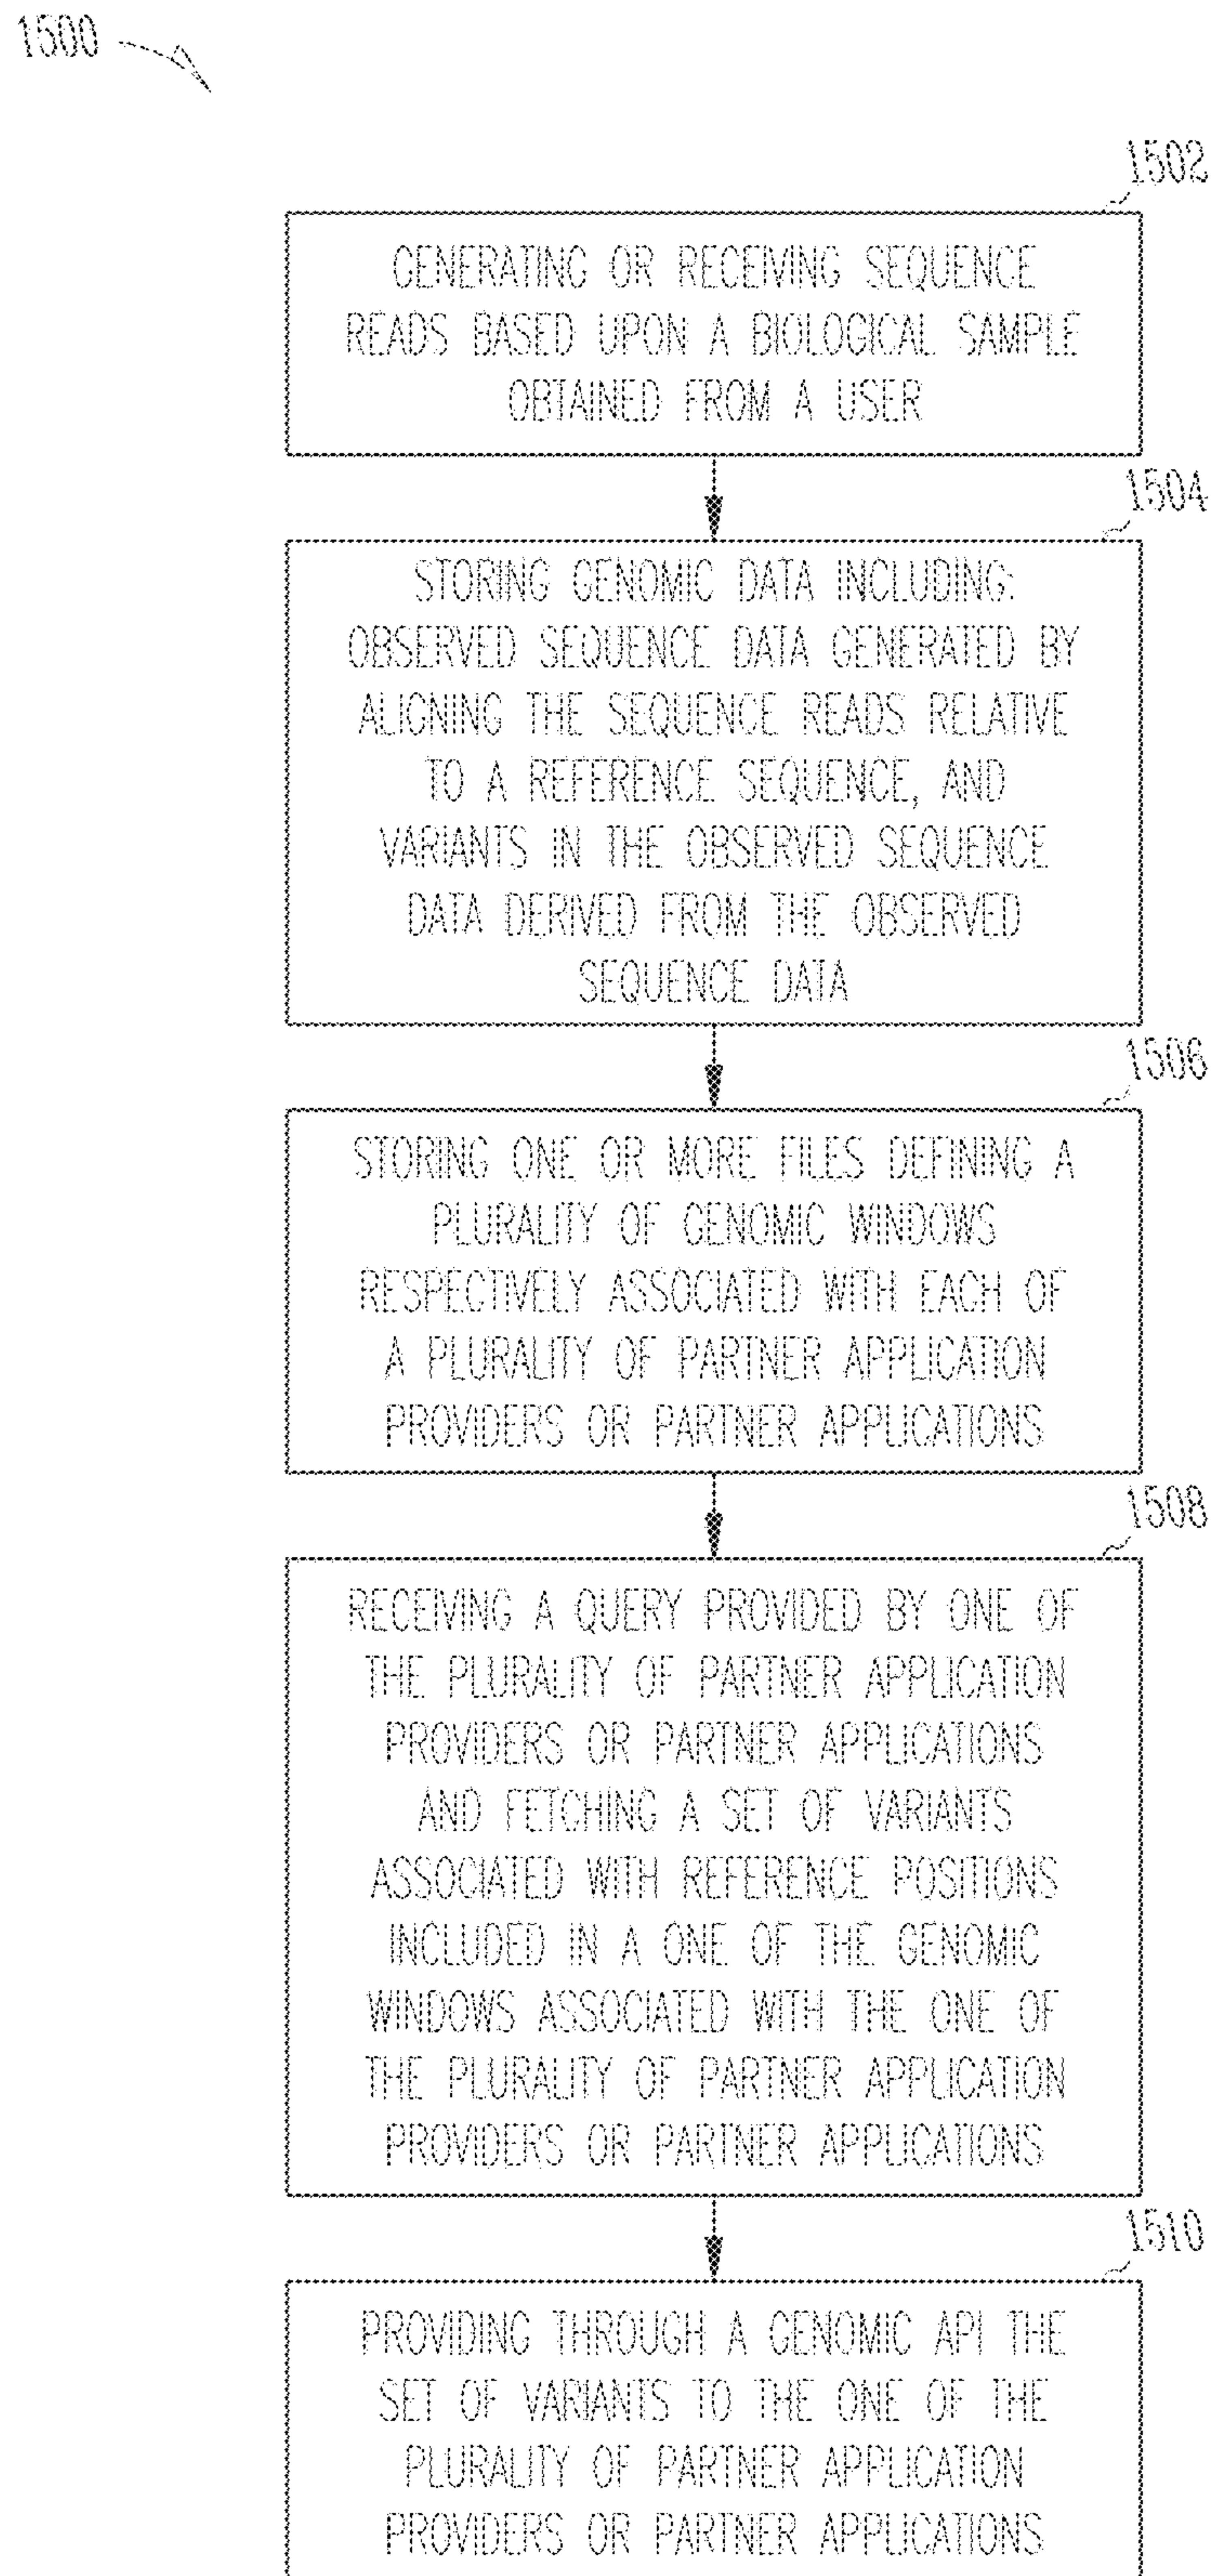 1500
1502
GENERATING OR RECEIVING SEQUENCE
READS BASED UPON A BIOLOGICAL SAMPLE
OBTAINED FROM A USER
1504
STORING GENOMIC DATA INCLUDING:
OBSERVED SEQUENCE DATA GENERATED BY
ALIGNING THE SEQUENCE READS RELATIVE
TO A REFERENCE SEQUENCE, AND
VARIANTS IN THE OBSERVED SEQUENCE
DATA DERIVED FROM THE OBSERVED
SEQUENCE DATA
1506
STORING ONE OR MORE FILES DEFINING A
PLURALITY OF GENOMIC WINDOWS
RESPECTIVELY ASSOCIATED WITH EACH OF
A PLURALITY OF PARTNER APPLICATION
PROVIDERS OR PARTNER APPLICATIONS
1508
RECEIVING A QUERY PROVIDED BY ONE OF
THE PLURALITY OF PARTNER APPLICATION
PROVIDERS OR PARTNER APPLICATIONS
AND FETCHING A SET OF VARIANTS
ASSOCIATED WITH REFERENCE POSITIONS
INCLUDED IN A ONE OF THE GENOMIC
WINDOWS ASSOCIATED WITH THE ONE OF
THE PLURALITY OF PARTNER APPLICATION
PROVIDERS OR PARTNER APPLICATIONS
1510
PROVIDING THROUGH A GENOMIC API THE
SET OF VARIANTS TO THE ONE OF THE
PLURALITY OF PARTNER APPLICATION
PROVIDERS OR PARTNER APPLICATIONS